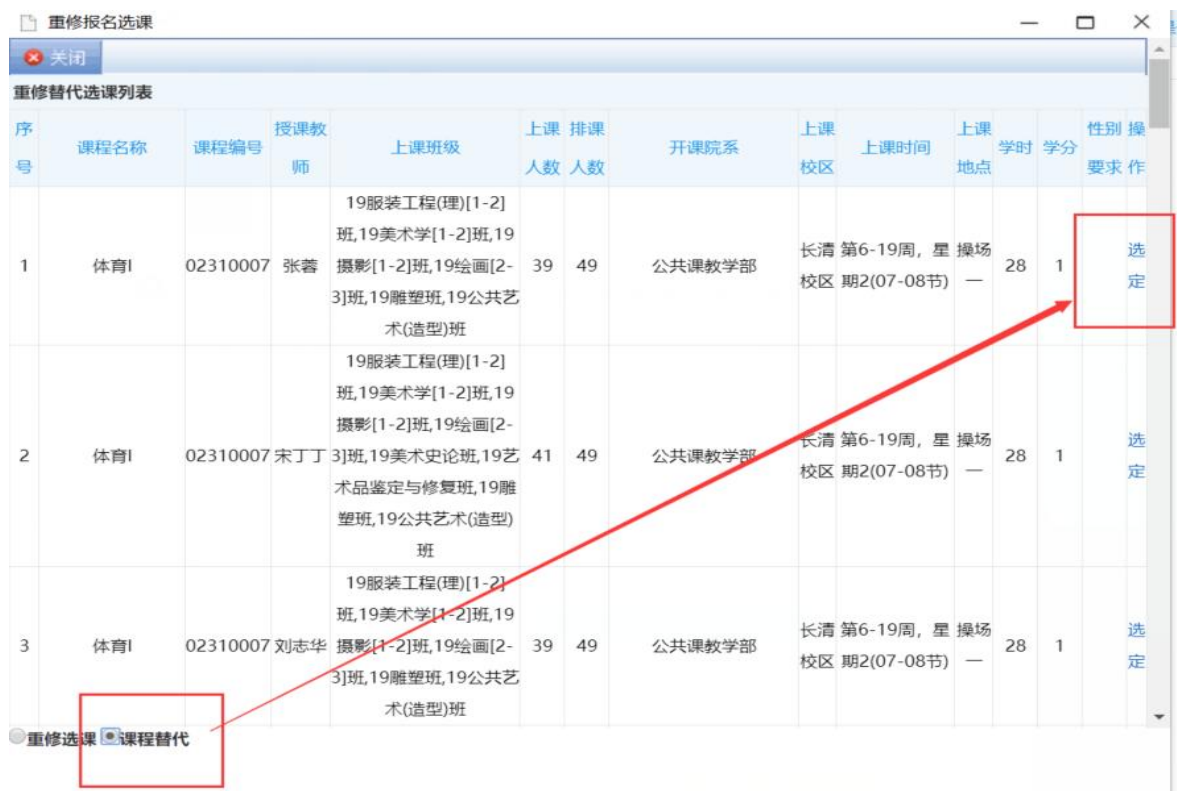 重修报名选课
关闭
重修替代选课列表
序号 课程名称 课程编号 授课教师 上课班级 上课人数 排课人数 开课院系 上课校区 上课时间 上课地点 学时 学分 性别要求 操作
1 体育I 02310007 张蓉 19服装工程(理)[1-2]班,19美术学[1-2]班,19摄影[1-2]班,19绘画[2-3]班,19雕塑班,19公共艺术(造型)班 39 49 公共课教学部 长清校区 第6-19周，星期2(07-08节) 操场一 28 1 选定
2 体育I 02310007 宋丁丁 19服装工程(理)[1-2]班,19美术学[1-2]班,19摄影[1-2]班,19绘画[2-3]班,19美术史论班,19艺术品鉴定与修复班,19雕塑班,19公共艺术(造型)班 41 49 公共课教学部 长清校区 第6-19周，星期2(07-08节) 操场一 28 1 选定
3 体育I 02310007 刘志华 19服装工程(理)[1-2]班,19美术学[1-2]班,19摄影[1-2]班,19绘画[2-3]班,19雕塑班,19公共艺术(造型)班 39 49 公共课教学部 长清校区 第6-19周，星期2(07-08节) 操场一 28 1 选定
重修选课 课程替代